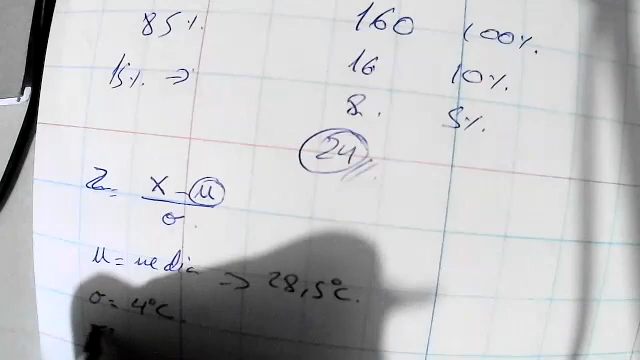 85%. 160 100%.
15% => 16 10%.
8. 5%.
24
Z = X - μ
σ
μ = media => 28,5°C.
σ = 4°C.